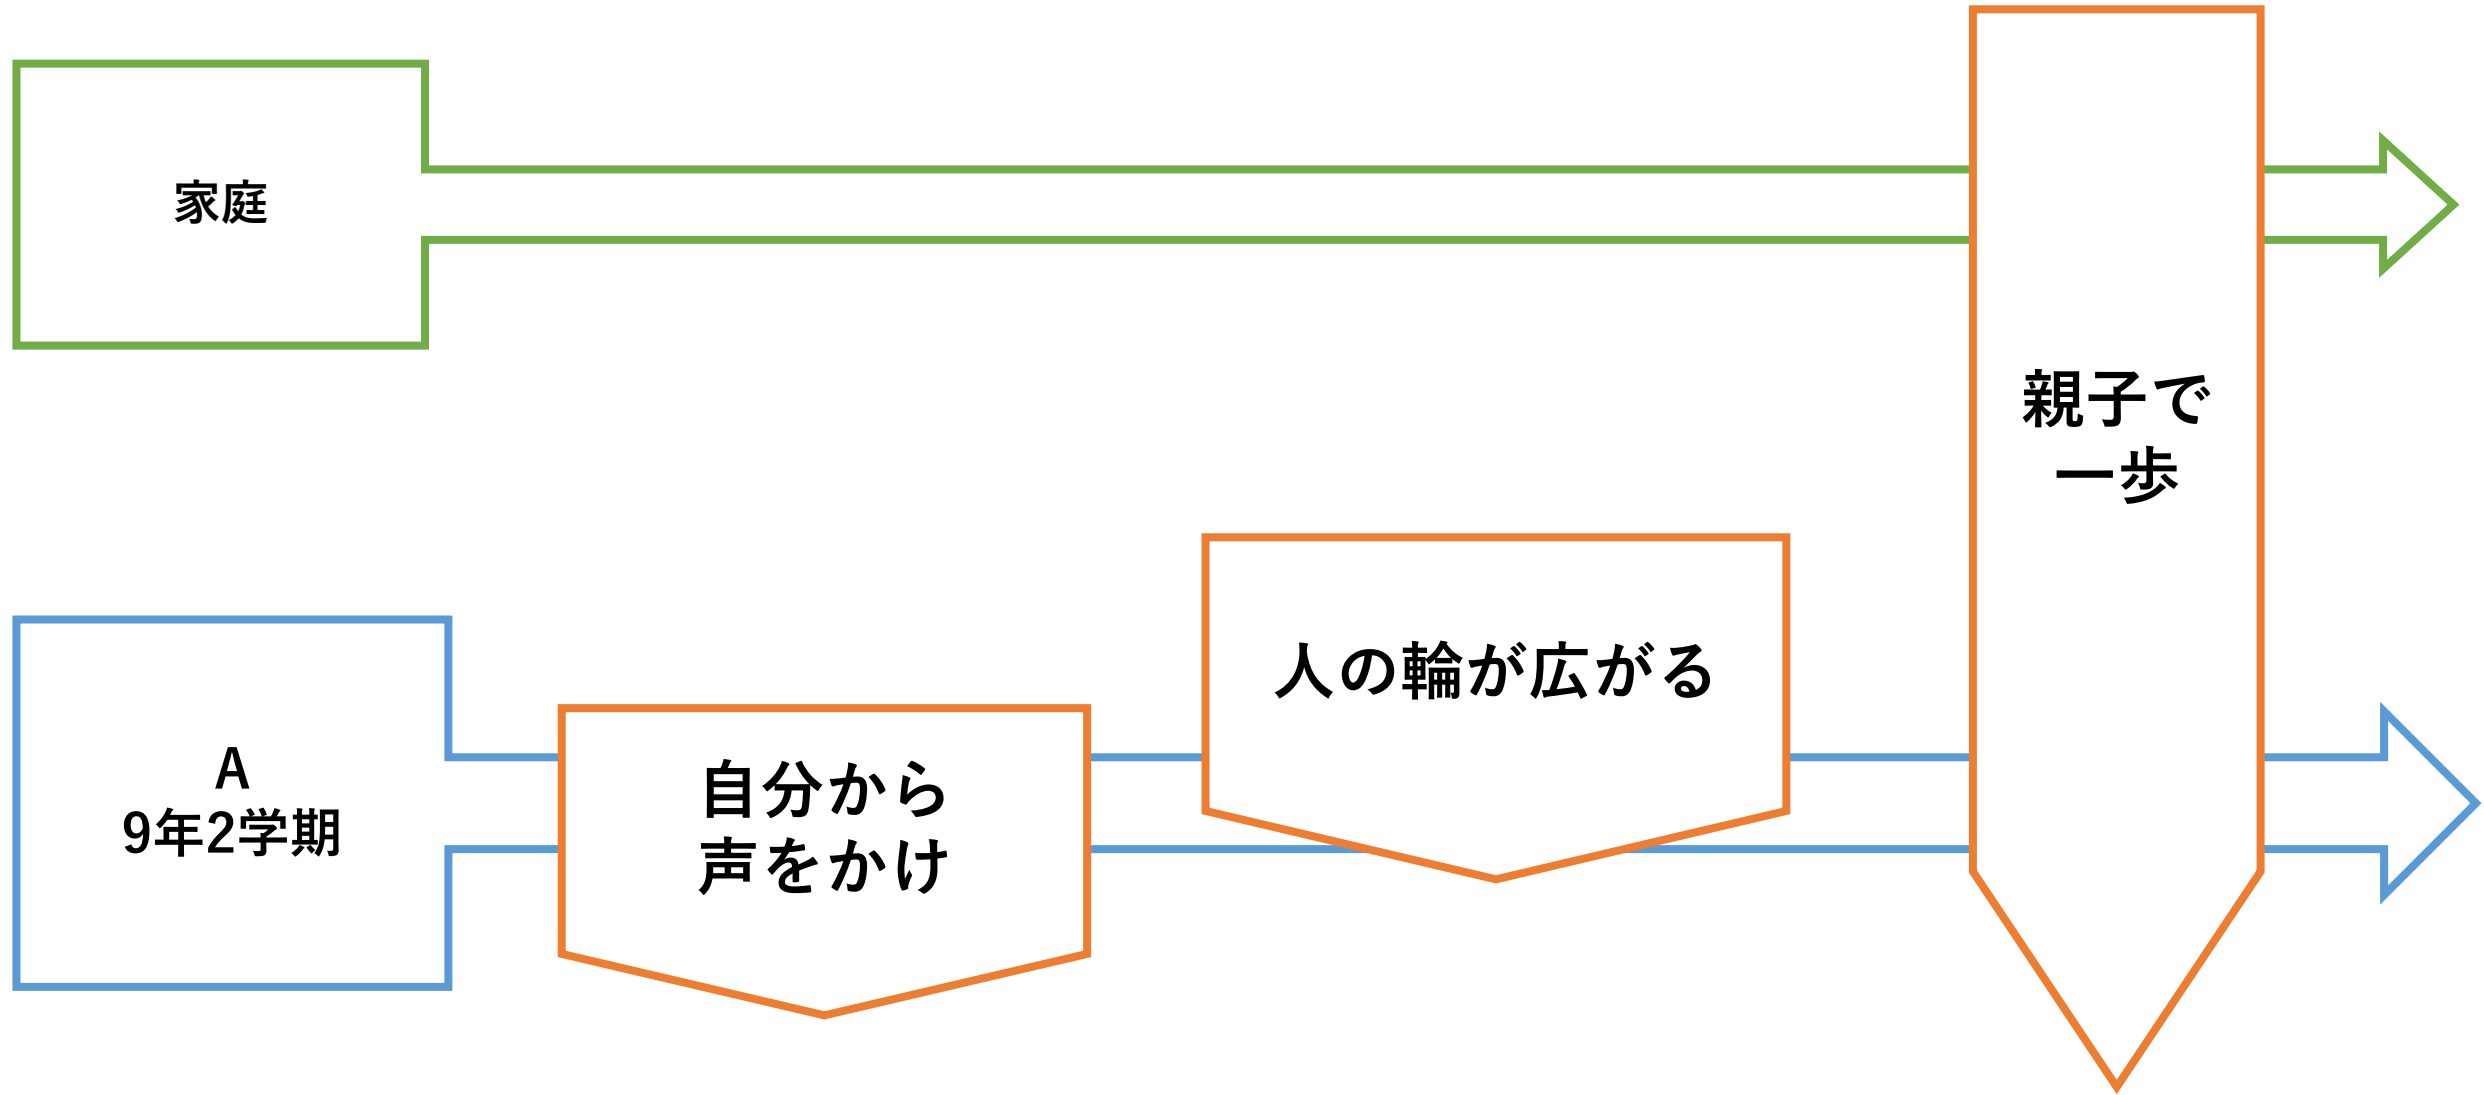 家庭
親子で
一歩
人の輪が広がる
A
9年2学期
自分から
声をかけ